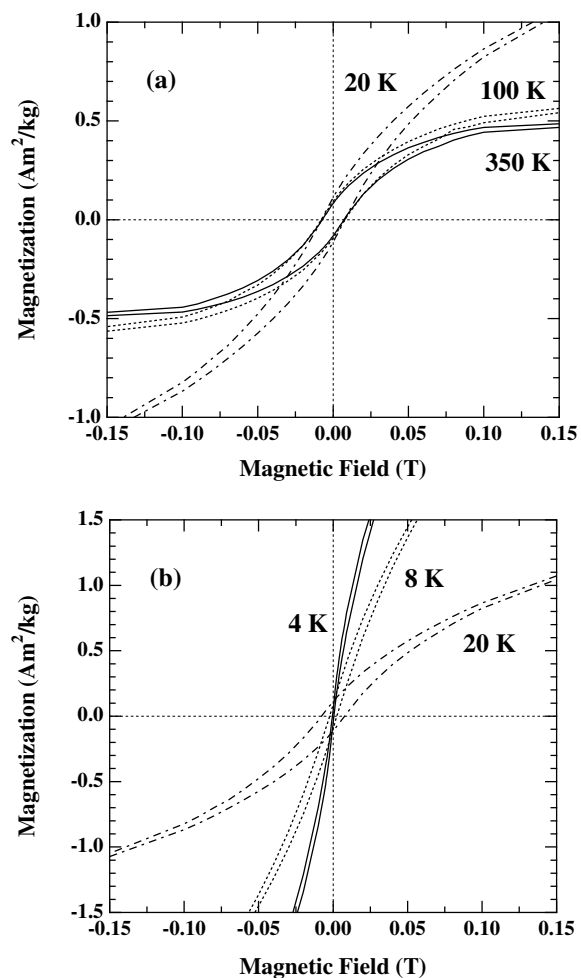 1.0
(a)
20 K
100 K
0.5
350 K
0.0
-0.5
-1.0
-0.15 -0.10 -0.05 0.00 0.05 0.10 0.15
Magnetic Field (T)
Magnetization (Am²/kg)
1.5
(b)
8 K
1.0
4 K
0.5
20 K
0.0
-0.5
-1.0
-1.5
-0.15 -0.10 -0.05 0.00 0.05 0.10 0.15
Magnetic Field (T)
Magnetization (Am²/kg)